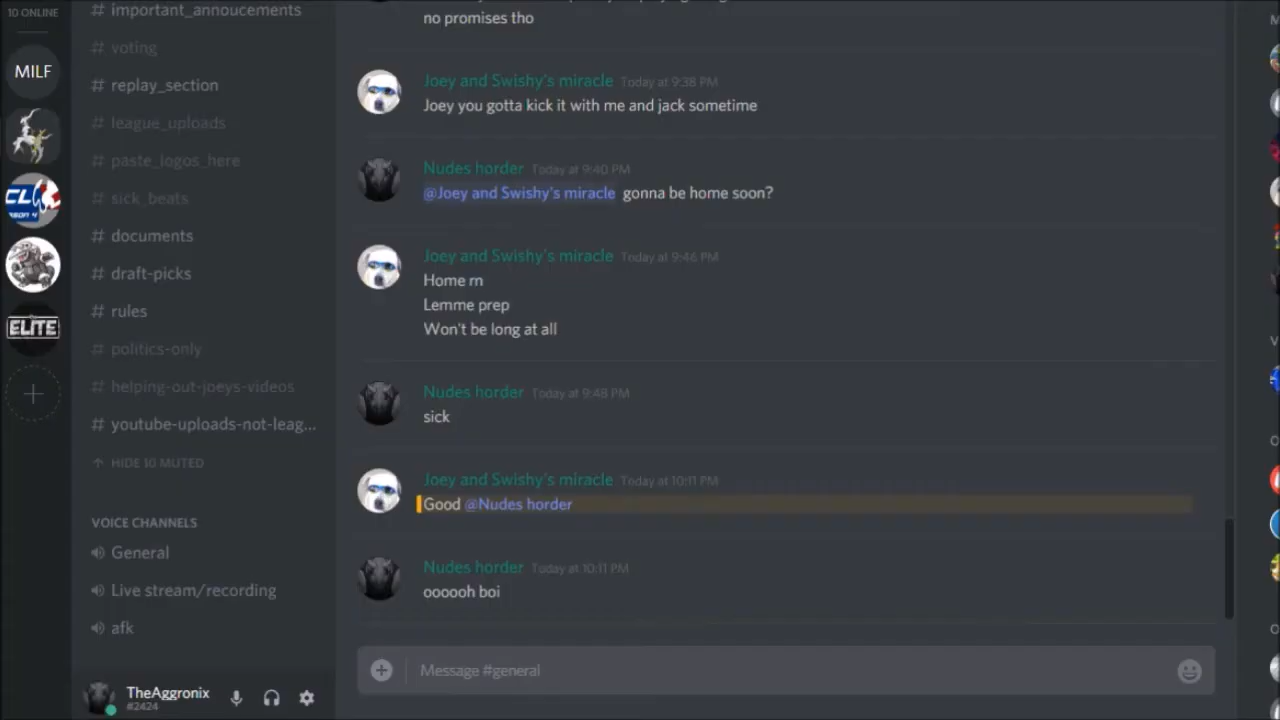 10 ONLINE
MILF
CL
SON 4
ELITE
# important_annoucements
# voting
# replay_section
# league_uploads
# paste_logos_here
# sick_beats
# documents
# draft-picks
# rules
# politics-only
# helping-out-joeys-videos
# youtube-uploads-not-leag...
HIDE 10 MUTED
VOICE CHANNELS
General
Live stream/recording
afk
TheAggronix
#2424
no promises tho
Joey and Swishy's miracle Today at 9:38 PM
Joey you gotta kick it with me and jack sometime
Nudes horder Today at 9:40 PM
@Joey and Swishy's miracle gonna be home soon?
Joey and Swishy's miracle Today at 9:46 PM
Home rn
Lemme prep
Won't be long at all
Nudes horder Today at 9:48 PM
sick
Joey and Swishy's miracle Today at 10:11 PM
Good @Nudes horder
Nudes horder Today at 10:11 PM
oooooh boi
Message #general